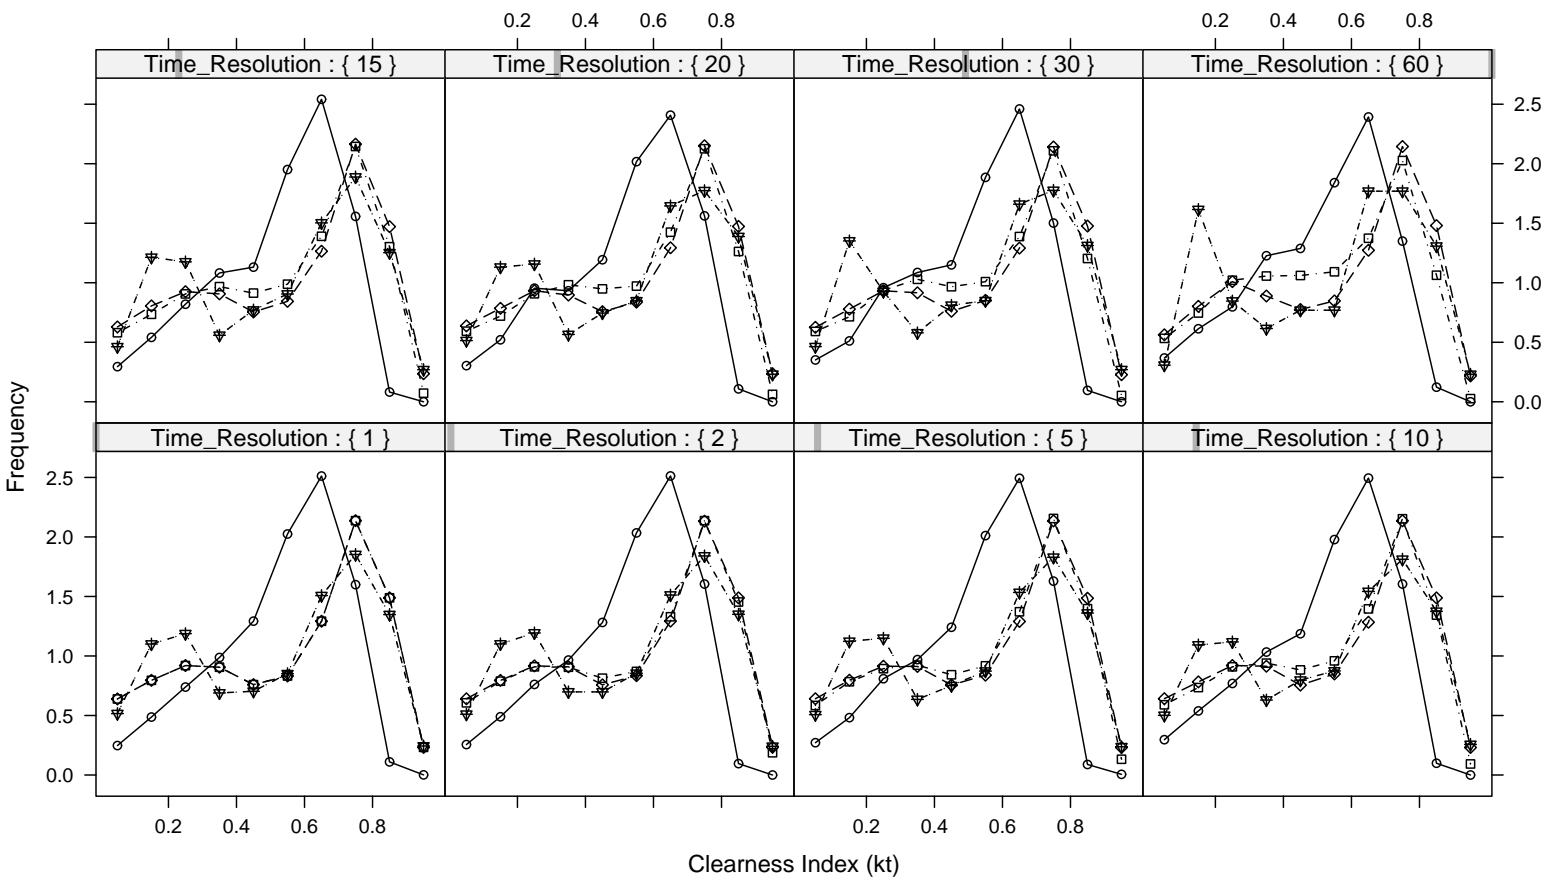 0.2 0.4 0.6 0.8 0.2 0.4 0.6 0.8
Time_Resolution : { 15 } Time_Resolution : { 20 } Time_Resolution : { 30 } Time_Resolution : { 60 }
2.5
2.0
1.5
1.0
0.5
0.0
Frequency
Time_Resolution : { 1 } Time_Resolution : { 2 } Time_Resolution : { 5 } Time_Resolution : { 10 }
2.5
2.0
1.5
1.0
0.5
0.0
0.2 0.4 0.6 0.8 0.2 0.4 0.6 0.8
Clearness Index (kt)